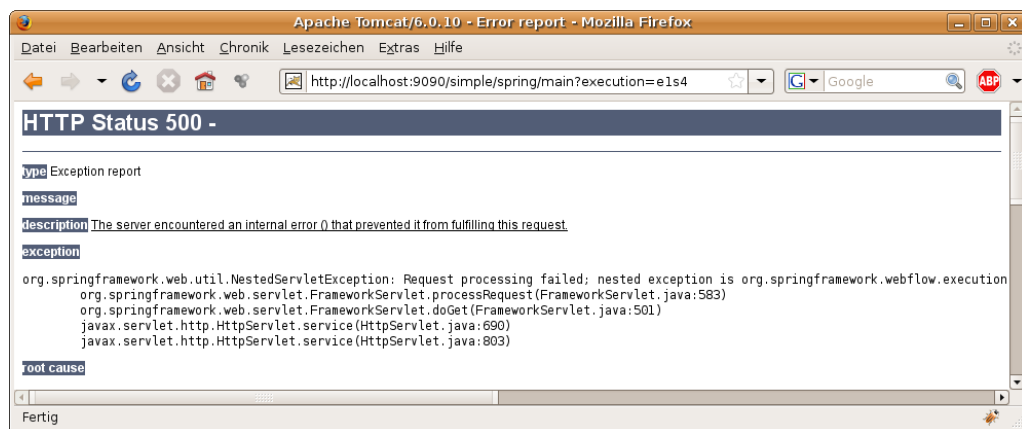 Apache Tomcat/6.0.10 - Error report - Mozilla Firefox
Datei Bearbeiten Ansicht Chronik Lesezeichen Extras Hilfe
http://localhost:9090/simple/spring/main?execution=e1s4 G Google ABP
HTTP Status 500 -
type Exception report
message
description The server encountered an internal error () that prevented it from fulfilling this request.
exception
org.springframework.web.util.NestedServletException: Request processing failed; nested exception is org.springframework.webflow.execution
org.springframework.web.servlet.FrameworkServlet.processRequest(FrameworkServlet.java:583)
org.springframework.web.servlet.FrameworkServlet.doGet(FrameworkServlet.java:501)
javax.servlet.http.HttpServlet.service(HttpServlet.java:690)
javax.servlet.http.HttpServlet.service(HttpServlet.java:803)
root cause
Fertig